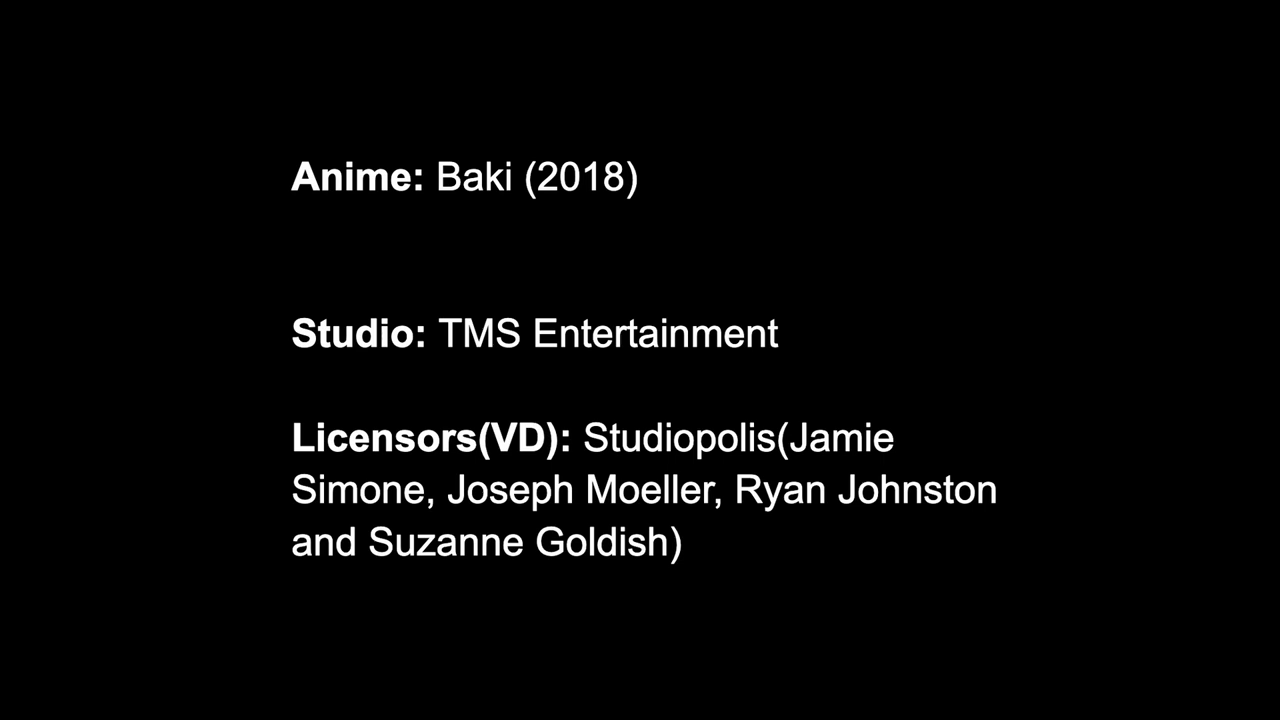 Anime: Baki (2018)
Studio: TMS Entertainment
Licensors(VD): Studiopolis(Jamie
Simone, Joseph Moeller, Ryan Johnston
and Suzanne Goldish)